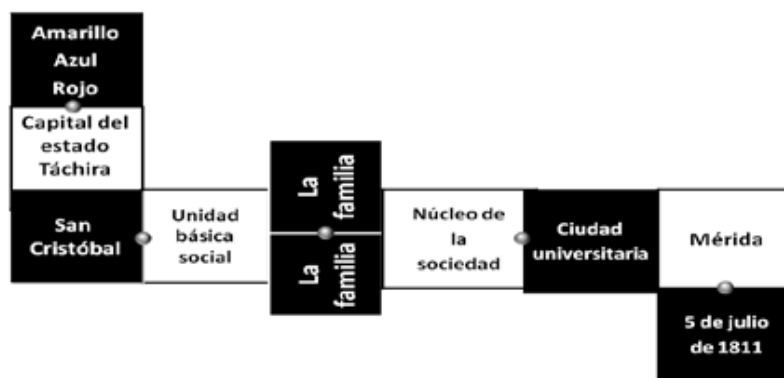 Amarillo
Azul
Rojo
Capital del
estado
Táchira
San
Cristóbal
Unidad
básica
social
La
familia
La
familia
Núcleo de
la
sociedad
Ciudad
universitaria
Mérida
5 de julio
de 1811